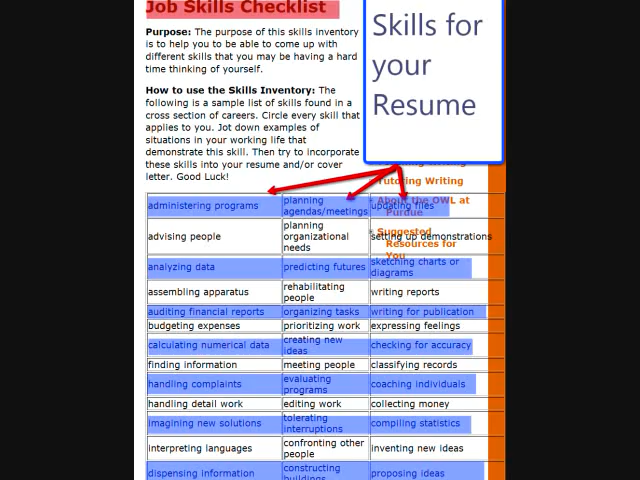 Job Skills Checklist
Purpose: The purpose of this skills inventory
is to help you to be able to come up with
different skills that you may be having a hard
time thinking of yourself.
How to use the Skills Inventory: The
following is a sample list of skills found in a
cross section of careers. Circle every skill that
applies to you. Jot down examples of
situations in your working life that
demonstrate this skill. Then try to incorporate
these skills into your resume and/or cover
letter. Good Luck!
Skills for
your
Resume
Tutoring Writing
About the OWL at
Purdue
Suggested
Resources for
You
administering programs
planning
agendas/meetings
updating files
advising people
planning
organizational
needs
setting up demonstrations
analyzing data
predicting futures
sketching charts or
diagrams
assembling apparatus
rehabilitating
people
writing reports
auditing financial reports
organizing tasks
writing for publication
budgeting expenses
prioritizing work
expressing feelings
calculating numerical data
creating new
ideas
checking for accuracy
finding information
meeting people
classifying records
handling complaints
evaluating
programs
coaching individuals
handling detail work
editing work
collecting money
imagining new solutions
tolerating
interruptions
compiling statistics
interpreting languages
confronting other
people
inventing new ideas
dispensing information
constructing
buildings
proposing ideas